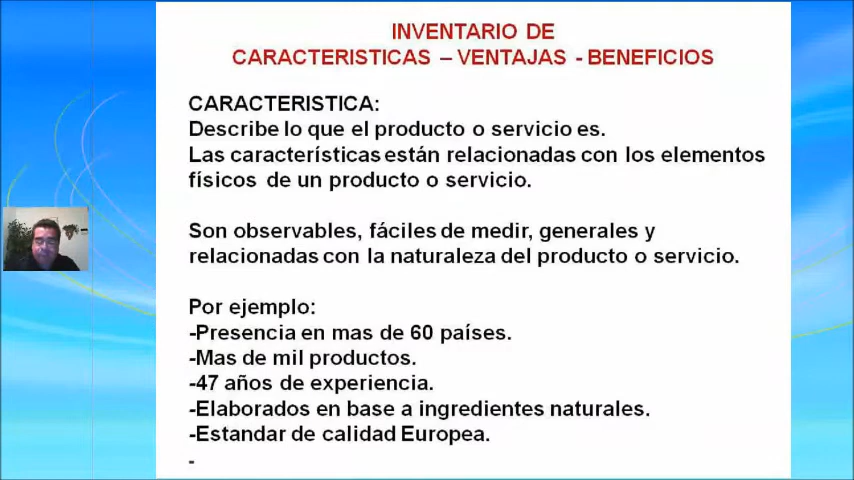 INVENTARIO DE
CARACTERISTICAS – VENTAJAS - BENEFICIOS
CARACTERISTICA:
Describe lo que el producto o servicio es.
Las características están relacionadas con los elementos
físicos de un producto o servicio.
Son observables, fáciles de medir, generales y
relacionadas con la naturaleza del producto o servicio.
Por ejemplo:
-Presencia en mas de 60 países.
-Mas de mil productos.
-47 años de experiencia.
-Elaborados en base a ingredientes naturales.
-Estandar de calidad Europea.
-